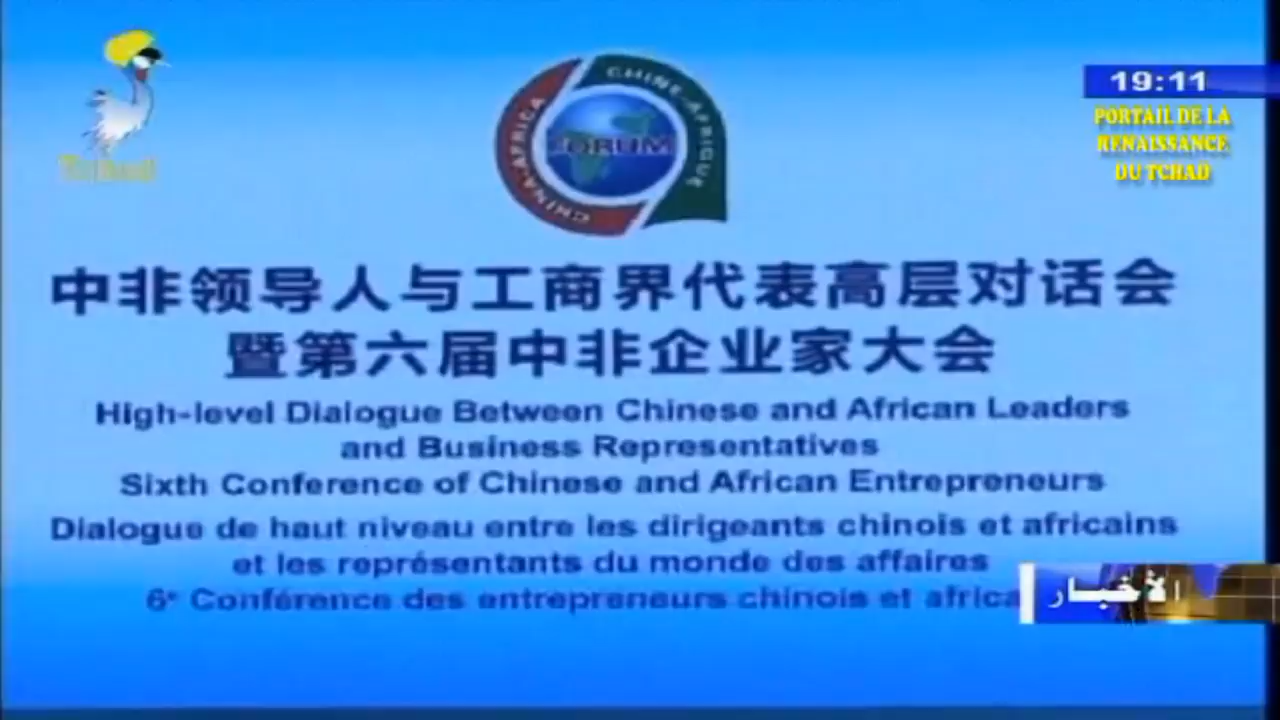 Tchad
19:11
PORTAIL DE LA
RENAISSANCE
DU TCHAD
CHINE-AFRIQUE
CHINA-AFRICA
FORUM
中非领导人与工商界代表高层对话会
暨第六届中非企业家大会
High-level Dialogue Between Chinese and African Leaders
and Business Representatives
Sixth Conference of Chinese and African Entrepreneurs
Dialogue de haut niveau entre les dirigeants chinois et africains
et les représentants du monde des affaires
6e Conférence des entrepreneurs chinois et africa
الأخبار